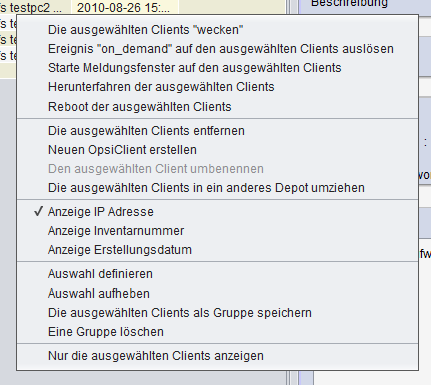 s testpc2 ... 2010-08-26 15:...
Beschreibung
Die ausgewählten Clients "wecken"
Ereignis "on_demand" auf den ausgewählten Clients auslösen
Starte Meldungsfenster auf den ausgewählten Clients
Herunterfahren der ausgewählten Clients
Reboot der ausgewählten Clients
Die ausgewählten Clients entfernen
Neuen OpsiClient erstellen
Den ausgewählten Client umbenennen
Die ausgewählten Clients in ein anderes Depot umziehen
✓ Anzeige IP Adresse
Anzeige Inventarnummer
Anzeige Erstellungsdatum
Auswahl definieren
Auswahl aufheben
Die ausgewählten Clients als Gruppe speichern
Eine Gruppe löschen
Nur die ausgewählten Clients anzeigen